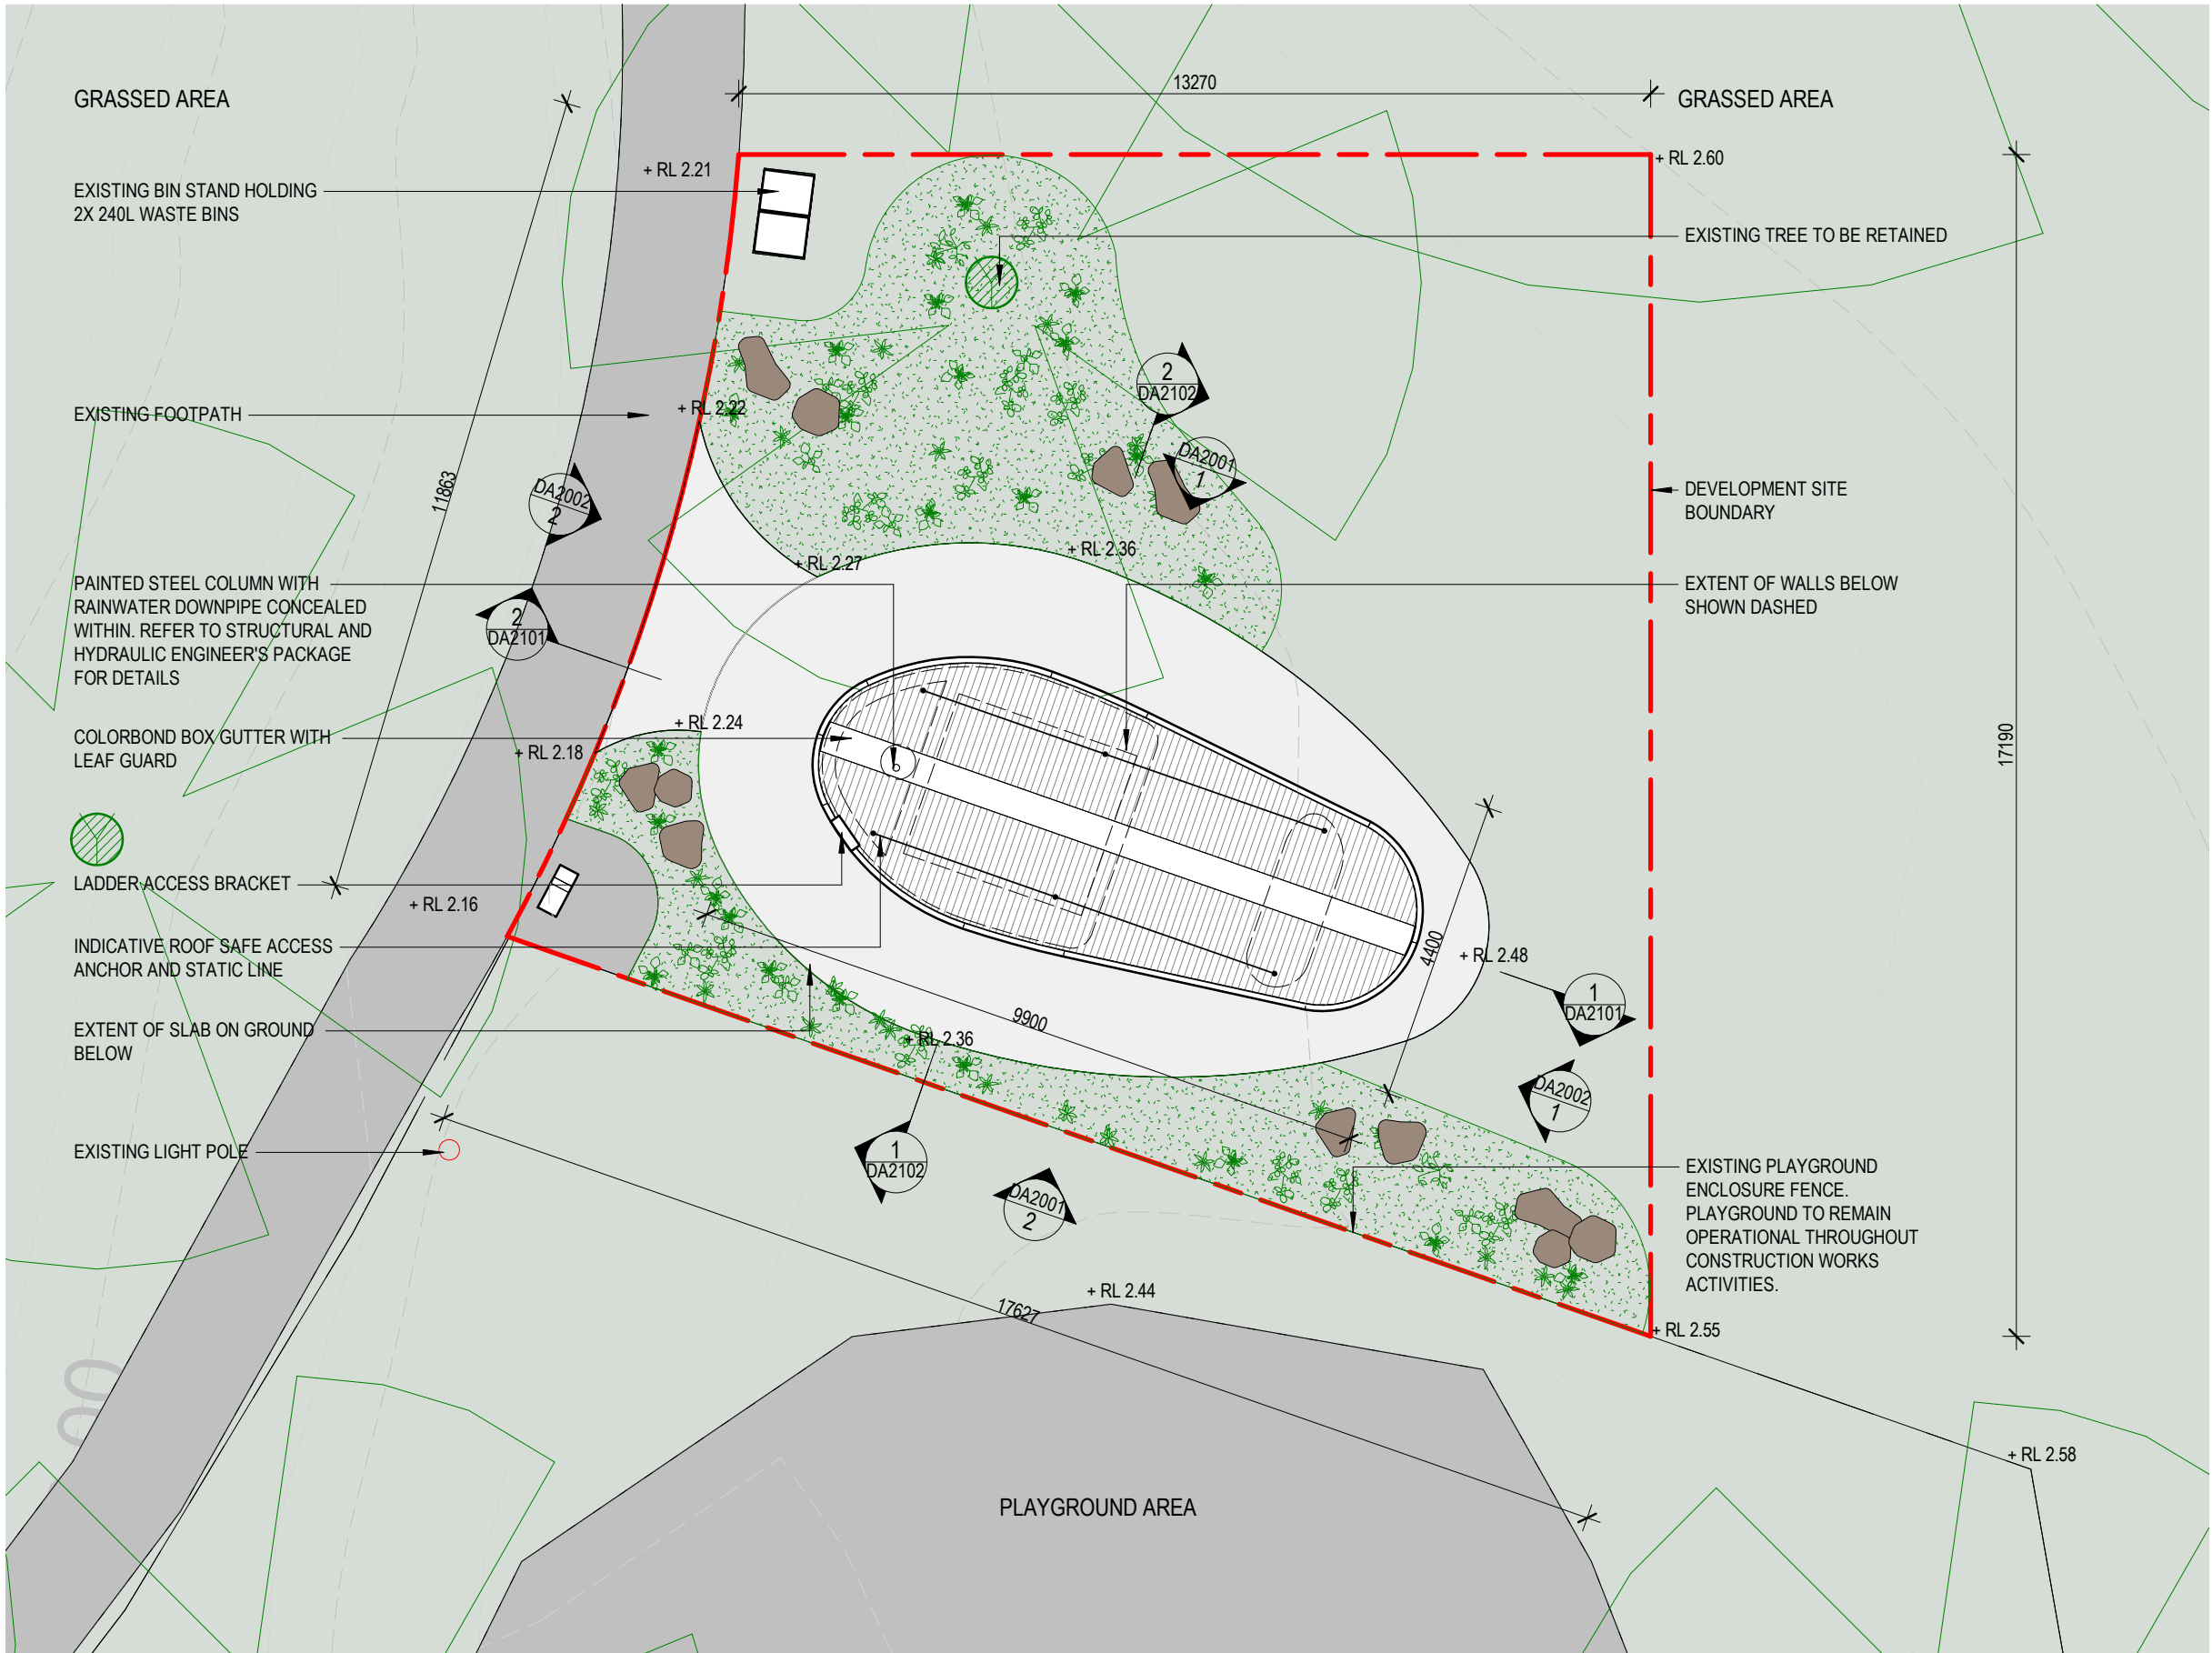 13270
GRASSED AREA
GRASSED AREA
+ RL 2.60
+ RL 2.21
EXISTING BIN STAND HOLDING
2X 240L WASTE BINS
EXISTING TREE TO BE RETAINED
2
DA2102
EXISTING FOOTPATH
+ RL 2.22
DA2001
1
11863
DA2002
2
DEVELOPMENT SITE
BOUNDARY
+ RL 2.36
+ RL 2.27
PAINTED STEEL COLUMN WITH
RAINWATER DOWNPIPE CONCEALED
WITHIN. REFER TO STRUCTURAL AND
HYDRAULIC ENGINEER'S PACKAGE
FOR DETAILS
EXTENT OF WALLS BELOW
SHOWN DASHED
2
DA2101
+ RL 2.24
COLORBOND BOX GUTTER WITH
LEAF GUARD
+ RL 2.18
17190
LADDER ACCESS BRACKET
+ RL 2.16
INDICATIVE ROOF SAFE ACCESS
ANCHOR AND STATIC LINE
4400
+ RL 2.48
1
DA2101
9900
EXTENT OF SLAB ON GROUND
BELOW
+ RL 2.36
DA2002
1
EXISTING LIGHT POLE
1
DA2102
DA2001
2
EXISTING PLAYGROUND
ENCLOSURE FENCE.
PLAYGROUND TO REMAIN
OPERATIONAL THROUGHOUT
CONSTRUCTION WORKS
ACTIVITIES.
+ RL 2.44
17627
+ RL 2.55
00
+ RL 2.58
PLAYGROUND AREA